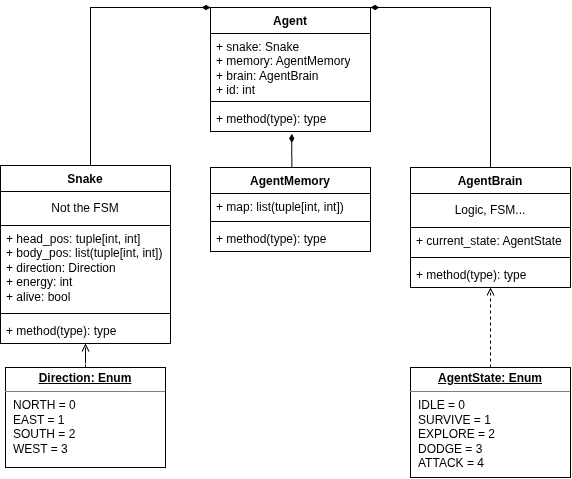 Agent
+ snake: Snake
+ memory: AgentMemory
+ brain: AgentBrain
+ id: int
+ method(type): type
Snake
Not the FSM
+ head_pos: tuple[int, int]
+ body_pos: list(tuple[int, int])
+ direction: Direction
+ energy: int
+ alive: bool
+ method(type): type
AgentMemory
+ map: list(tuple[int, int])
+ method(type): type
AgentBrain
Logic, FSM...
+ current_state: AgentState
+ method(type): type
Direction: Enum
NORTH = 0
EAST = 1
SOUTH = 2
WEST = 3
AgentState: Enum
IDLE = 0
SURVIVE = 1
EXPLORE = 2
DODGE = 3
ATTACK = 4